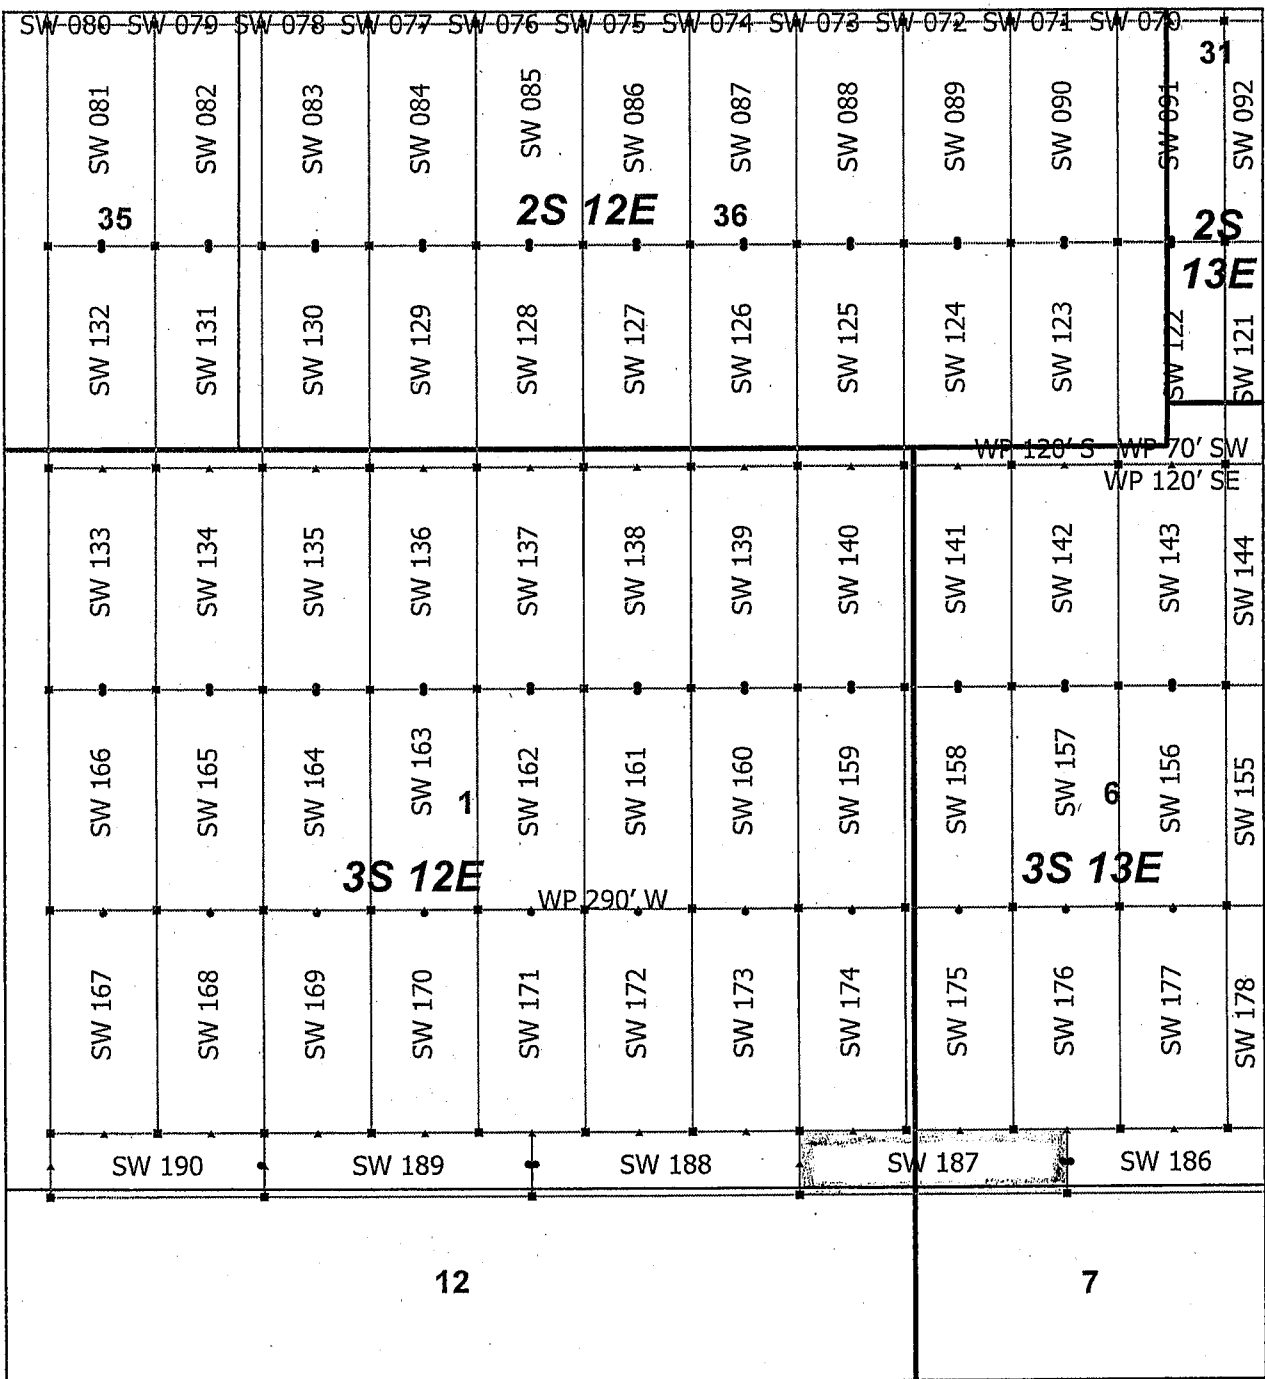 SW 080 SW 079 SW 078 SW 077 SW 076 SW 075 SW 074 SW 073 SW 072 SW 071 SW 070
31
SW 081 SW 082 SW 083 SW 084 SW 085 SW 086 SW 087 SW 088 SW 089 SW 090 SW 091 SW 092
35 2S 12E 36 2S
13E
SW 132 SW 131 SW 130 SW 129 SW 128 SW 127 SW 126 SW 125 SW 124 SW 123 SW 122 SW 121
WP 120' S WP 70' SW
WP 120' SE
SW 133 SW 134 SW 135 SW 136 SW 137 SW 138 SW 139 SW 140 SW 141 SW 142 SW 143 SW 144
SW 166 SW 165 SW 164 SW 163 SW 162 SW 161 SW 160 SW 159 SW 158 SW 157 SW 156 SW 155
1 6
3S 12E 3S 13E
WP 290' W
SW 167 SW 168 SW 169 SW 170 SW 171 SW 172 SW 173 SW 174 SW 175 SW 176 SW 177 SW 178
SW 190 SW 189 SW 188 SW 187 SW 186
12 7